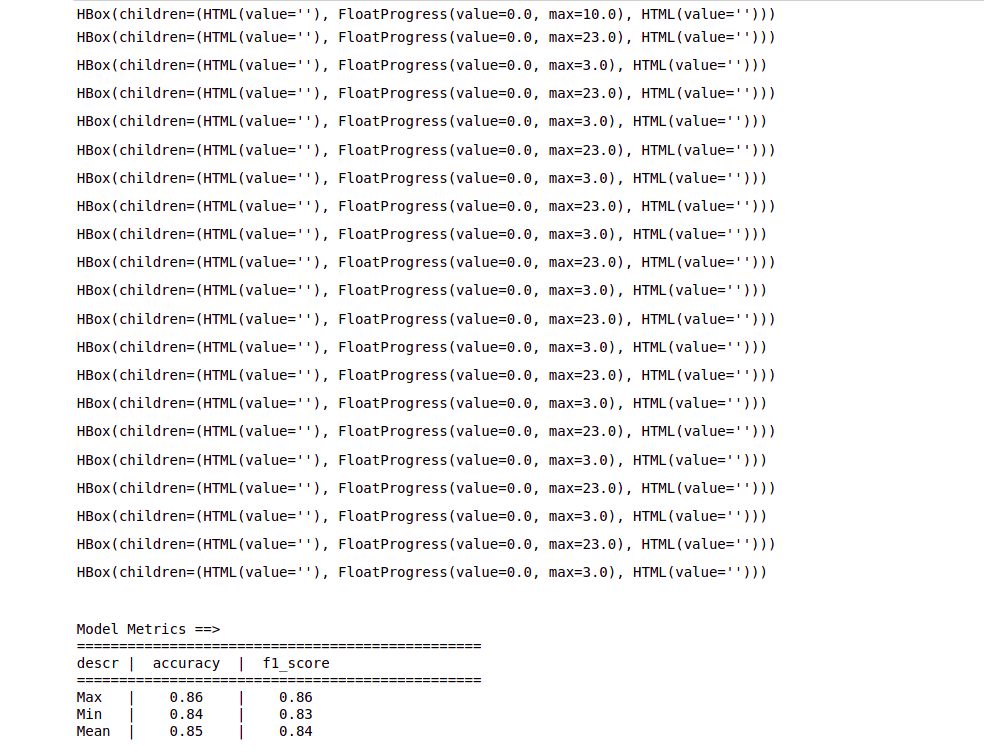 HBox(children=(HTML(value=''), FloatProgress(value=0.0, max=10.0), HTML(value='')))
HBox(children=(HTML(value=''), FloatProgress(value=0.0, max=23.0), HTML(value='')))
HBox(children=(HTML(value=''), FloatProgress(value=0.0, max=3.0), HTML(value='')))
HBox(children=(HTML(value=''), FloatProgress(value=0.0, max=23.0), HTML(value='')))
HBox(children=(HTML(value=''), FloatProgress(value=0.0, max=3.0), HTML(value='')))
HBox(children=(HTML(value=''), FloatProgress(value=0.0, max=23.0), HTML(value='')))
HBox(children=(HTML(value=''), FloatProgress(value=0.0, max=3.0), HTML(value='')))
HBox(children=(HTML(value=''), FloatProgress(value=0.0, max=23.0), HTML(value='')))
HBox(children=(HTML(value=''), FloatProgress(value=0.0, max=3.0), HTML(value='')))
HBox(children=(HTML(value=''), FloatProgress(value=0.0, max=23.0), HTML(value='')))
HBox(children=(HTML(value=''), FloatProgress(value=0.0, max=3.0), HTML(value='')))
HBox(children=(HTML(value=''), FloatProgress(value=0.0, max=23.0), HTML(value='')))
HBox(children=(HTML(value=''), FloatProgress(value=0.0, max=3.0), HTML(value='')))
HBox(children=(HTML(value=''), FloatProgress(value=0.0, max=23.0), HTML(value='')))
HBox(children=(HTML(value=''), FloatProgress(value=0.0, max=3.0), HTML(value='')))
HBox(children=(HTML(value=''), FloatProgress(value=0.0, max=23.0), HTML(value='')))
HBox(children=(HTML(value=''), FloatProgress(value=0.0, max=3.0), HTML(value='')))
HBox(children=(HTML(value=''), FloatProgress(value=0.0, max=23.0), HTML(value='')))
HBox(children=(HTML(value=''), FloatProgress(value=0.0, max=3.0), HTML(value='')))
HBox(children=(HTML(value=''), FloatProgress(value=0.0, max=23.0), HTML(value='')))
HBox(children=(HTML(value=''), FloatProgress(value=0.0, max=3.0), HTML(value='')))
Model Metrics ==>
================================================
descr |  accuracy  |  f1_score
================================================
Max   |    0.86    |    0.86
Min   |    0.84    |    0.83
Mean  |    0.85    |    0.84